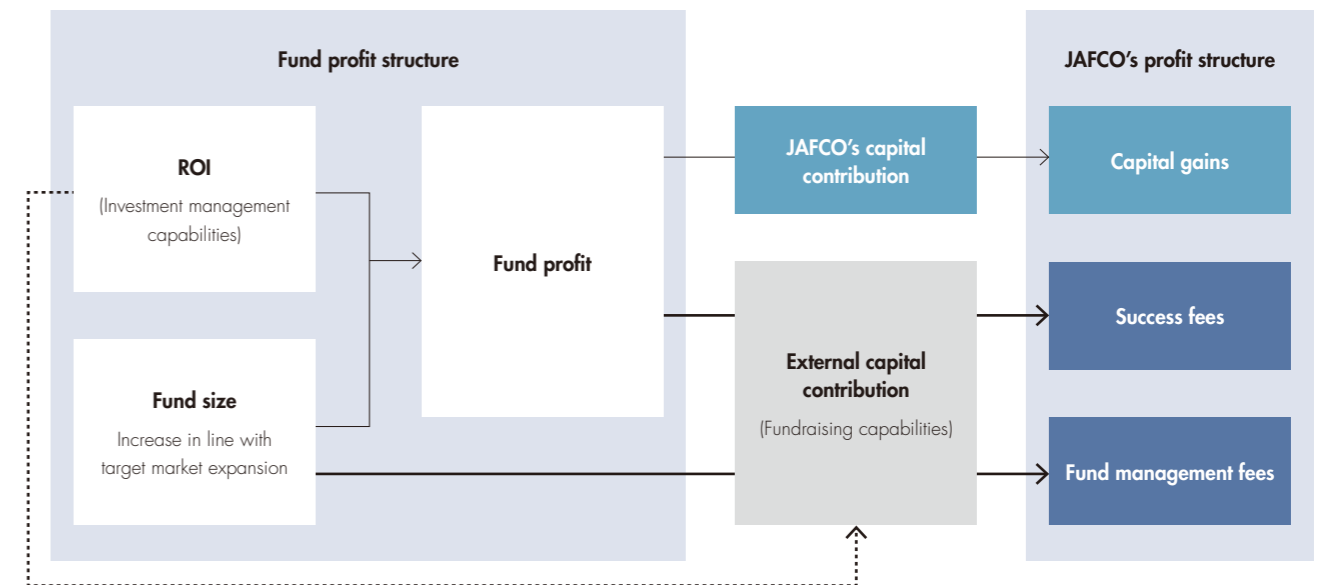 Fund profit structure
ROI
(Investment management
capabilities)
Fund size
Increase in line with
target market expansion
Fund profit
JAFCO’s capital
contribution
External capital
contribution
(Fundraising capabilities)
JAFCO’s profit structure
Capital gains
Success fees
Fund management fees